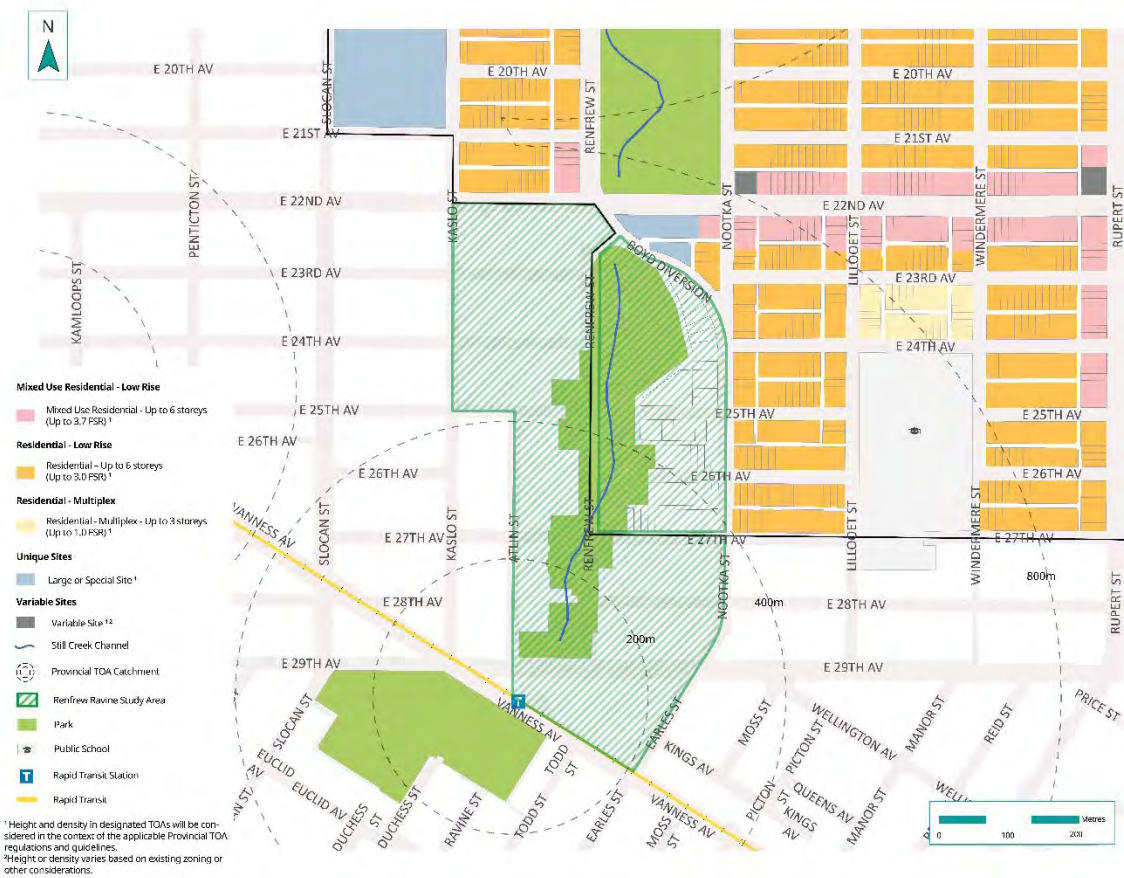 N
E 20TH AV
E 20TH AV
E 20TH AV
SLOCAN ST
RENFREW ST
E 21ST AV
E 21ST AV
PENTICTON ST
E 22ND AV
E 22ND AV
KASLO ST
NOOTKA ST
LILLOOET ST
WINDERMERE ST
RUPERT ST
KAMLOOPS ST
E 23RD AV
E 23RD AV
BOYD DIVERSION
RENFREW ST
E 24TH AV
E 24TH AV
E 25TH AV
E 25TH AV
E 25TH AV
E 26TH AV
E 26TH AV
E 26TH AV
E 26TH AV
VANNESS AV
SLOCAN ST
KASLO ST
ATLIN ST
RENFREW ST
E 27TH AV
E 27TH AV
E 27TH AV
NOOTKA ST
LILLOOET ST
WINDERMERE ST
RUPERT ST
800m
400m
200m
E 28TH AV
E 28TH AV
E 29TH AV
E 29TH AV
T
VANNESS AV
SLOCAN ST
EUCLID
AV
EUCLID AV
DUCHESS
ST
DUCHESS ST
RAVINE ST
TODD ST
TODD
ST
EARLES ST
EARLES ST
KINGS AV
MOSS ST
MOSS
ST
VANNESS AV
WELLINGTON AV
PICTON ST
PICTON
ST
QUEENS AV
KINGS
AV
MANOR ST
MANOR ST
REID ST
PRICE ST
Mixed Use Residential - Low Rise
Mixed Use Residential - Up to 6 storeys
(Up to 3.7 FSR) ¹
Residential - Low Rise
Residential – Up to 6 storeys
(Up to 3.0 FSR) ¹
Residential - Multiplex
Residential - Multiplex - Up to 3 storeys
(Up to 1.0 FSR) ¹
Unique Sites
Large or Special Site ¹
Variable Sites
Variable Site ¹²
Still Creek Channel
Provincial TOA Catchment
Renfrew Ravine Study Area
Park
Public School
T
Rapid Transit Station
Rapid Transit
¹ Height and density in designated TOAs will be con-
sidered in the context of the applicable Provincial TOA
regulations and guidelines.
²Height or density varies based on existing zoning or
other considerations.
Metres
0 100 200